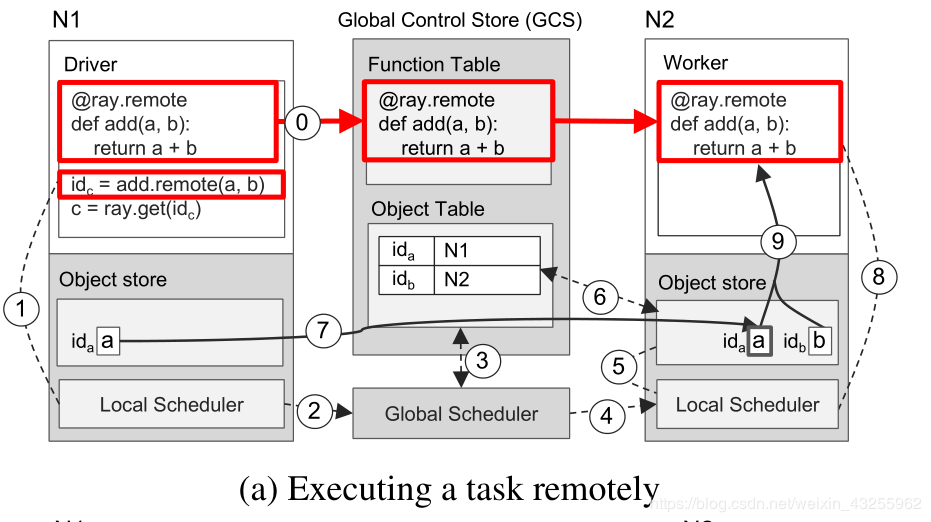 N1
Global Control Store (GCS)
N2
Driver
@ray.remote
def add(a, b):
return a + b
id_c = add.remote(a, b)
c = ray.get(id_c)
0
Function Table
@ray.remote
def add(a, b):
return a + b
Worker
@ray.remote
def add(a, b):
return a + b
Object Table
id_a N1
id_b N2
9
8
6
Object store
id_a a
1
7
Object store
id_a a id_b b
3
5
Local Scheduler
2
Global Scheduler
4
Local Scheduler
(a) Executing a task remotely
https://blog.csdn.net/weixin_43255962